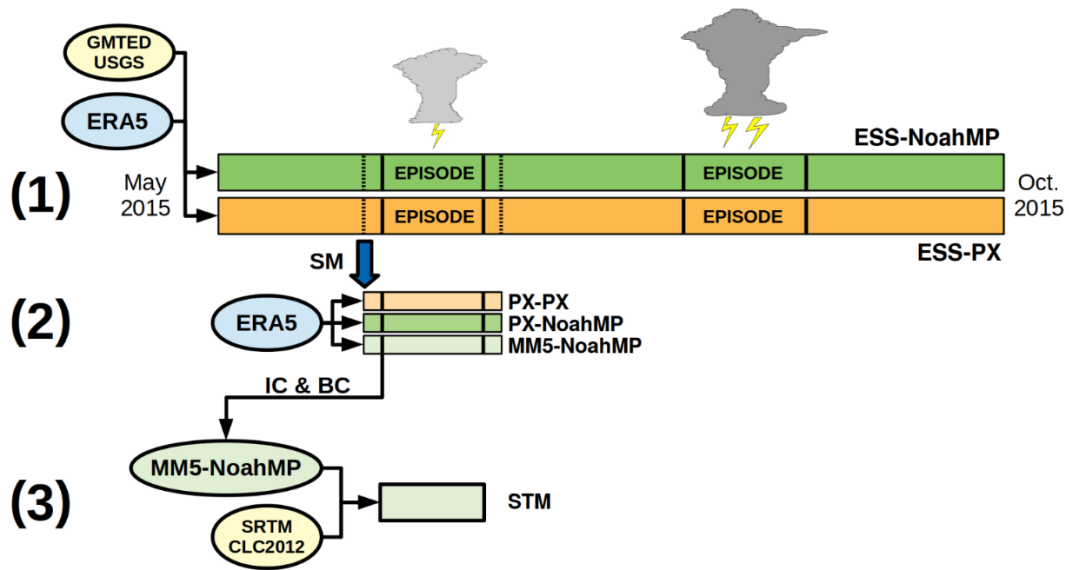 GMTED
USGS
ERA5
ESS-NoahMP
(1)
May
2015
EPISODE
EPISODE
Oct.
2015
EPISODE
EPISODE
ESS-PX
SM
(2)
ERA5
PX-PX
PX-NoahMP
MM5-NoahMP
IC & BC
(3)
MM5-NoahMP
STM
SRTM
CLC2012